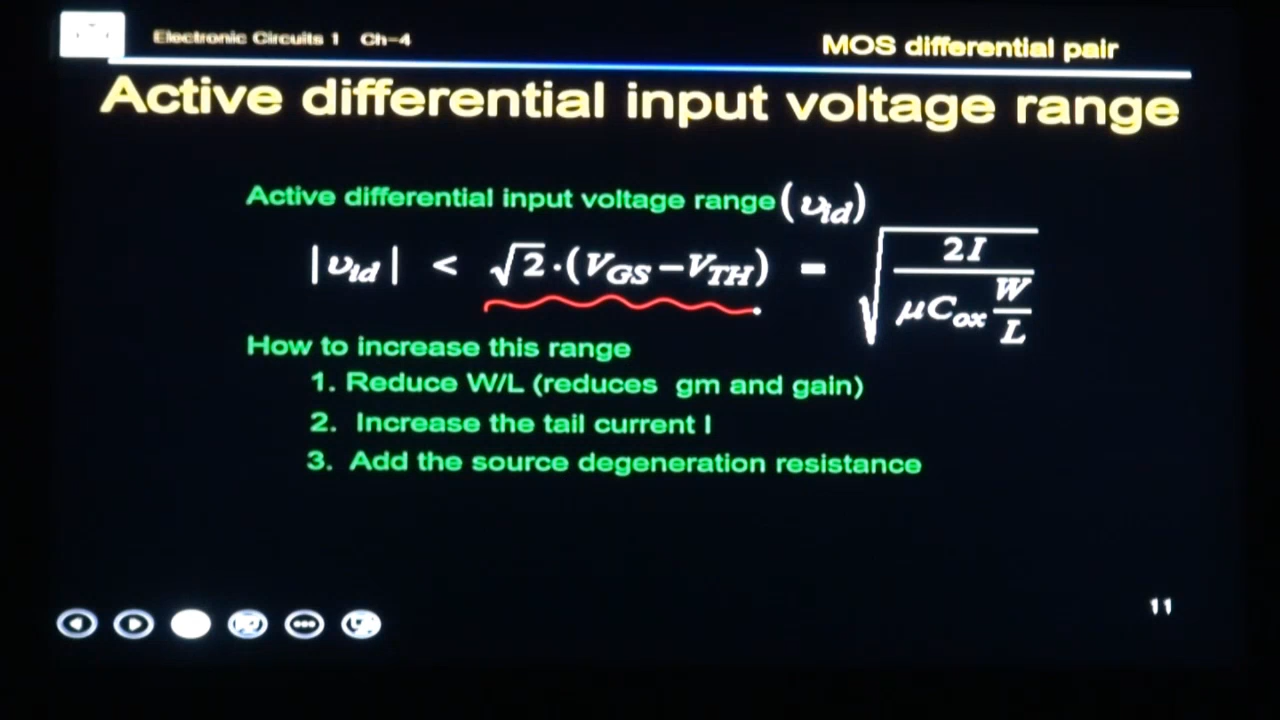 Electronic Circuits 1 Ch-4
MOS differential pair
Active differential input voltage range
Active differential input voltage range (υid)
|υid| < √2·(VGS−VTH) = √(2I / (μCox W/L))
How to increase this range
1. Reduce W/L (reduces gm and gain)
2. Increase the tail current I
3. Add the source degeneration resistance
11